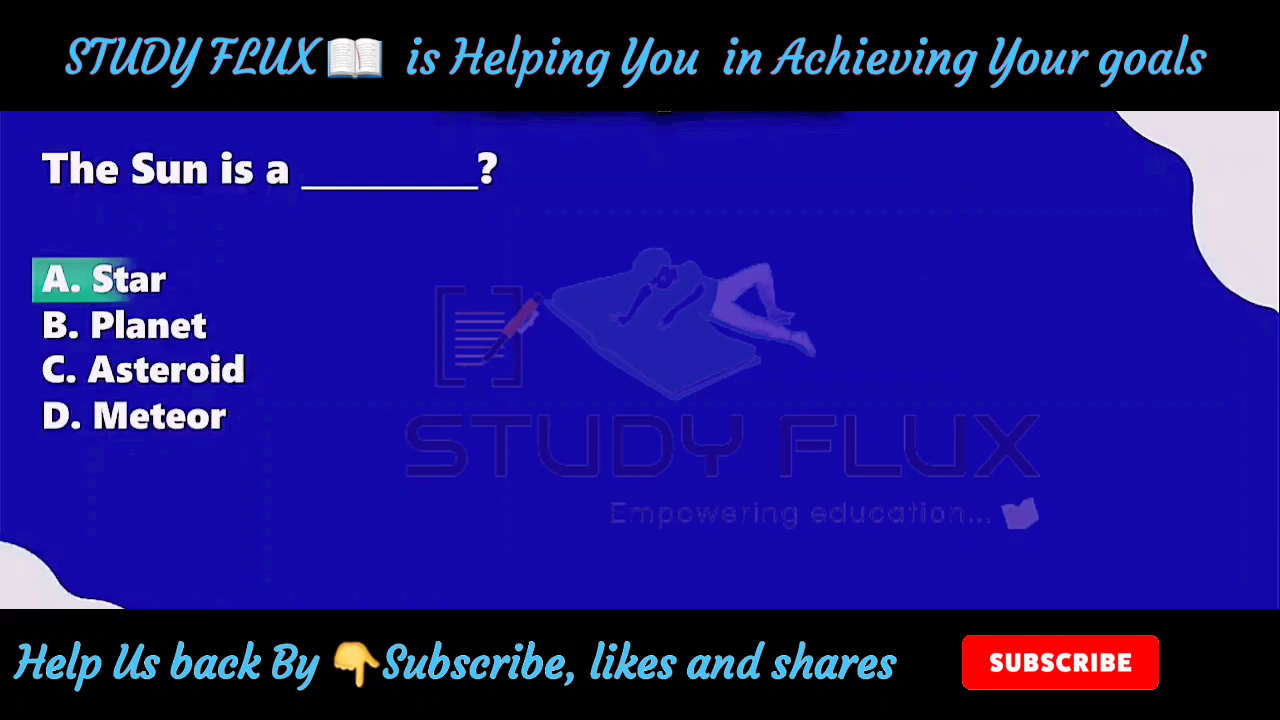 STUDY FLUX 📖 is Helping You in Achieving Your goals
The Sun is a _________?
A. Star
B. Planet
C. Asteroid
D. Meteor
STUDY FLUX
Empowering education...
Help Us back By 👇Subscribe, likes and shares
SUBSCRIBE